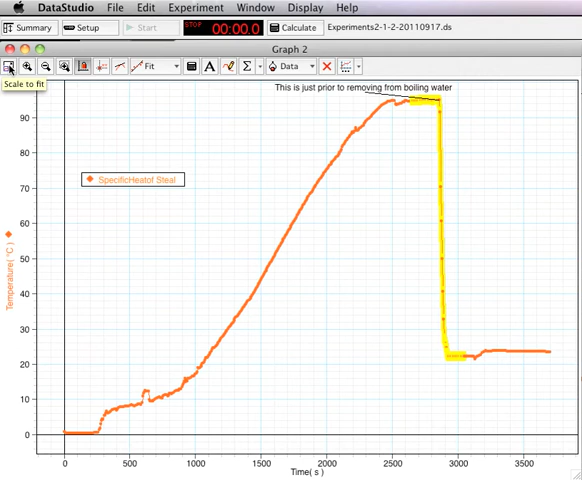 DataStudio File Edit Experiment Window Display Help
Summary Setup Start STOP 00:00.0 Calculate Experiments2-1-2-20110917.ds
Graph 2
Fit A Σ Data
Scale to fit
This is just prior to removing from boiling water
90
80
SpecificHeatof Steal
70
60
50
40
30
20
10
0
Temperature( °C )
0 500 1000 1500 2000 2500 3000 3500
Time( s )